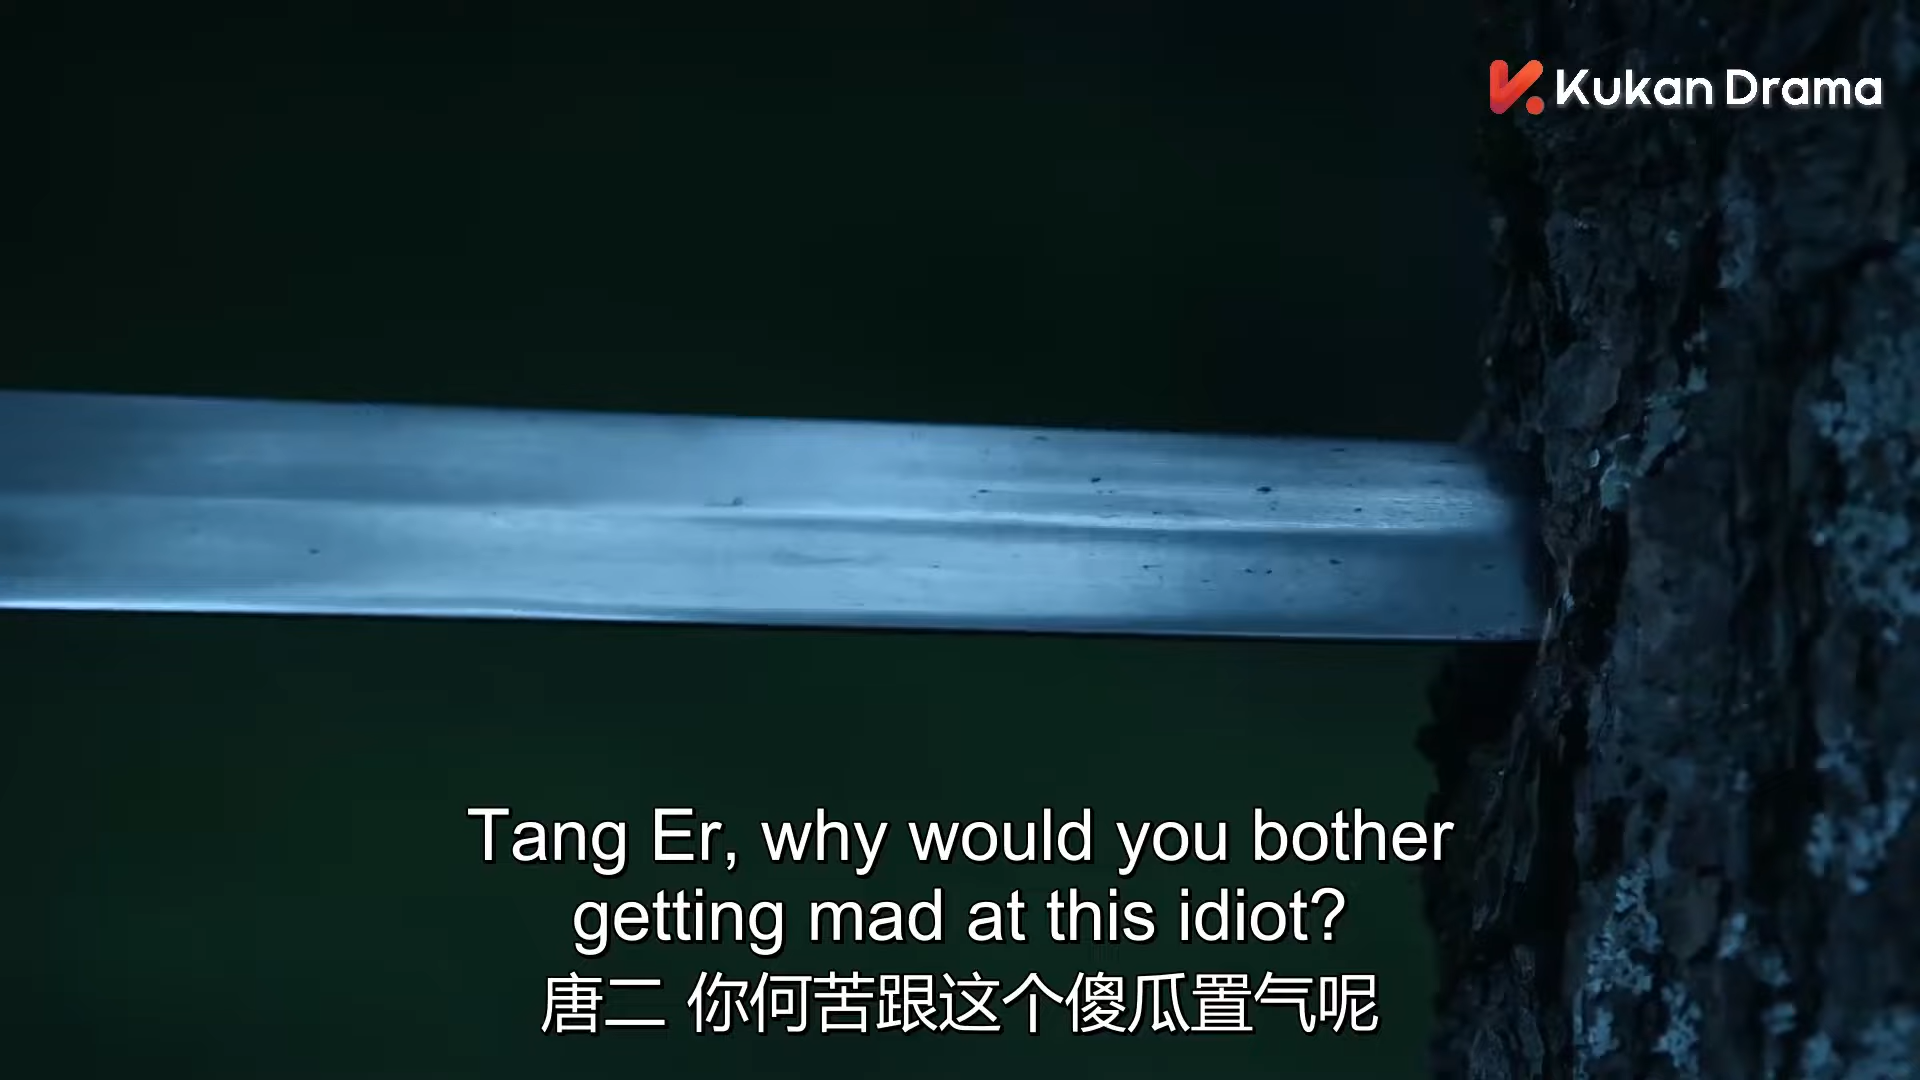 Kukan Drama
Tang Er, why would you bother
getting mad at this idiot?
唐二 你何苦跟这个傻瓜置气呢